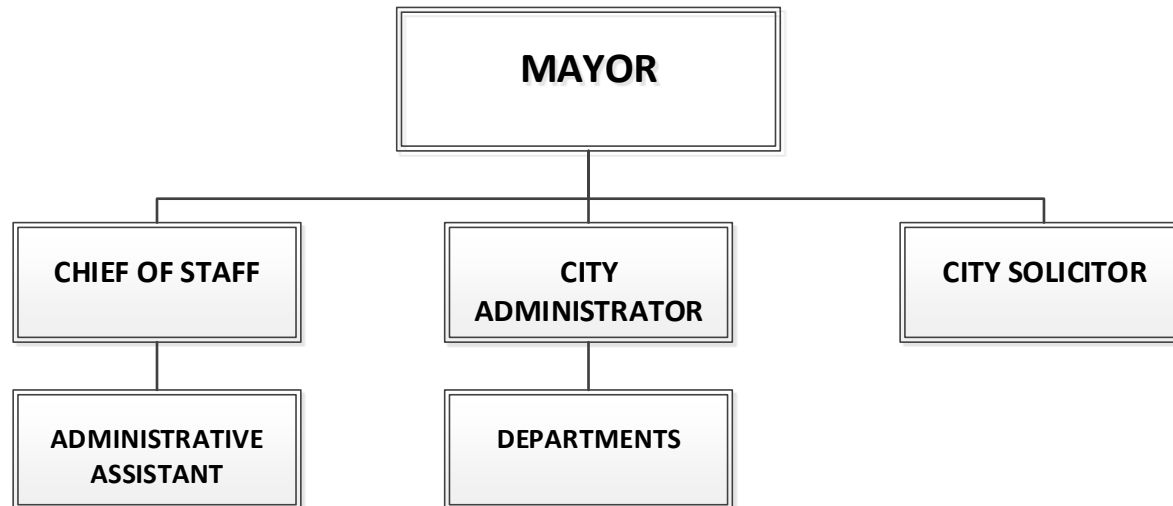 MAYOR
CHIEF OF STAFF
CITY
ADMINISTRATOR
CITY SOLICITOR
ADMINISTRATIVE
ASSISTANT
DEPARTMENTS